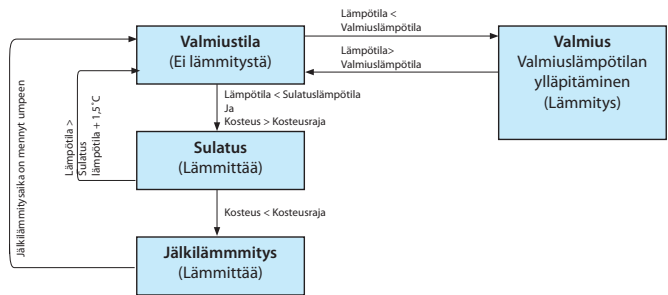 Valmiustila
(Ei lämmitystä)
Lämpötila <
Valmiuslämpötila
Lämpötila>
Valmiuslämpötila
Valmius
Valmiuslämpötilan
ylläpitäminen
(Lämmitys)
Lämpötila < Sulatuslämpötila
Ja
Kosteus > Kosteusraja
Sulatus
(Lämmittää)
Lämpötila >
Sulatus
lämpötila + 1,5˚C
Jälkilämmitysaika on mennyt umpeen
Kosteus < Kosteusraja
Jälkilämmmitys
(Lämmittää)